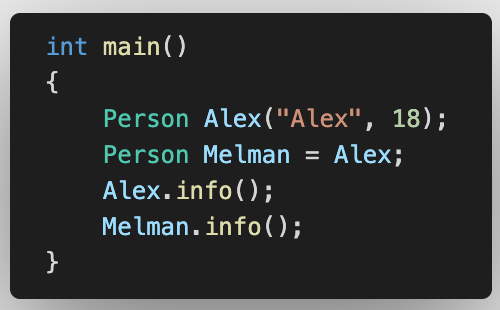 int main()
{
    Person Alex("Alex", 18);
    Person Melman = Alex;
    Alex.info();
    Melman.info();
}